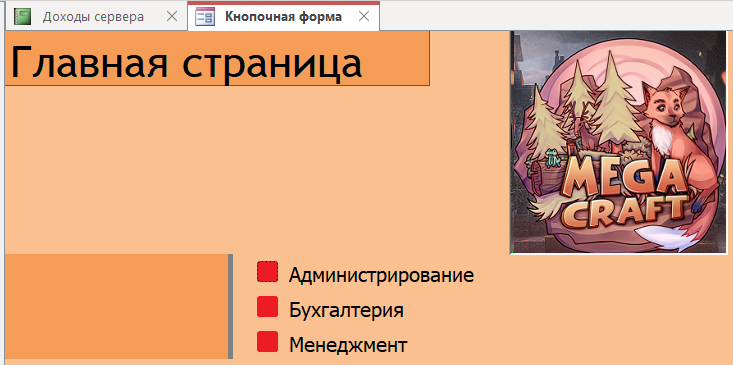 Доходы сервера
Кнопочная форма
Главная страница
MEGA
CRAFT
Администрирование
Бухгалтерия
Менеджмент